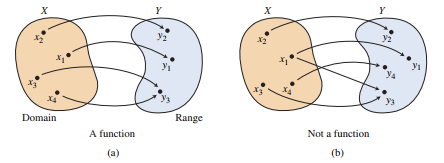 X Y X Y
x₂ y₂ x₂ y₂
x₁ y₁ x₁ y₄ y₁
x₃ x₄ y₃ x₃ x₄ y₃
Domain Range
A function Not a function
(a) (b)